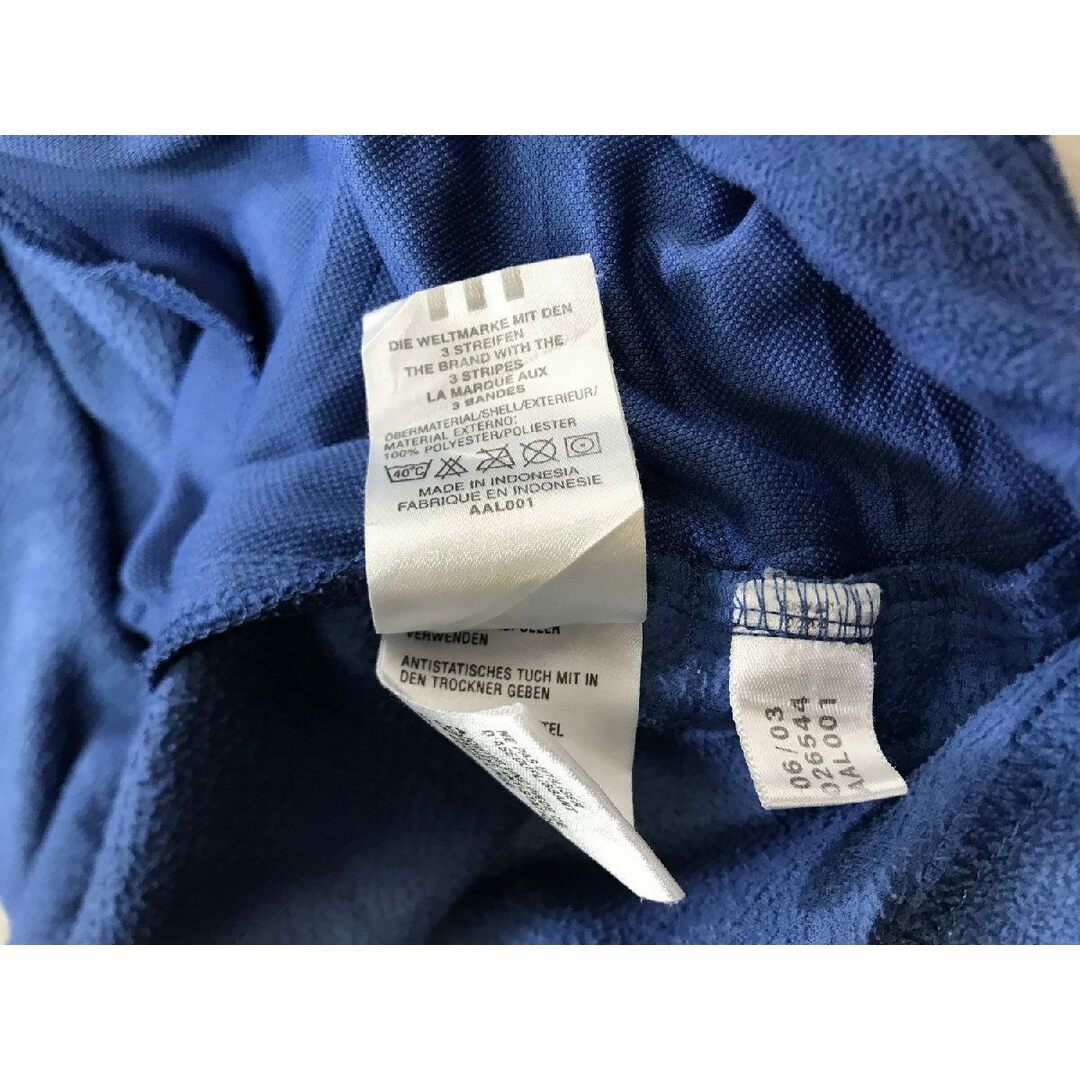 DIE WELTMARKE MIT DEN
3 STREIFEN
THE BRAND WITH THE
3 STRIPES
LA MARQUE AUX
3 BANDES
OBERMATERIAL/SHELL/EXTERIEUR/
MATERIAL EXTERNO:
100% POLYESTER/POLIESTER
40°C
MADE IN INDONESIA
FABRIQUE EN INDONESIE
AAL001
VERWENDEN
ANTISTATISCHES TUCH MIT IN
DEN TROCKNER GEBEN
06/03
026544
AAL001